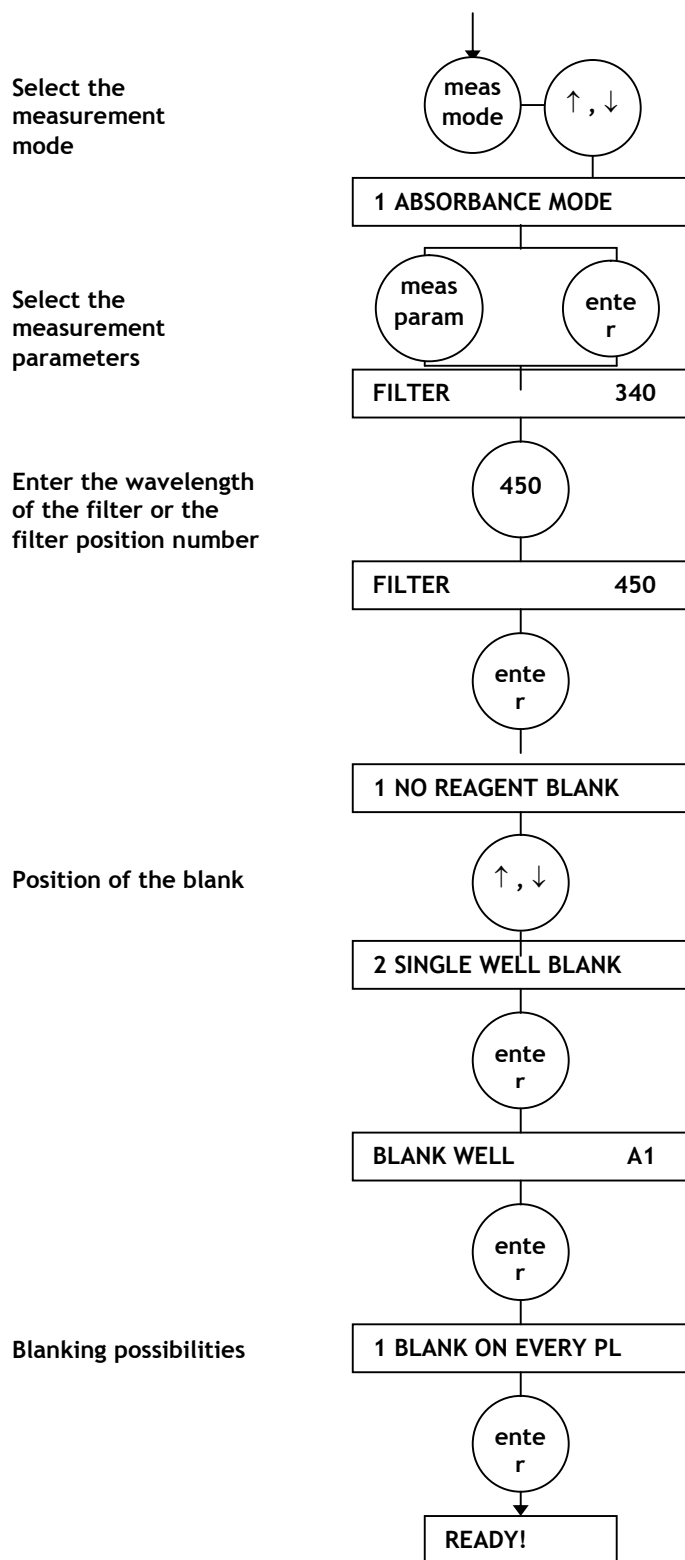 Select the
measurement
mode
meas
mode
↑ , ↓
1 ABSORBANCE MODE
Select the
measurement
parameters
meas
param
ente
r
FILTER 340
Enter the wavelength
of the filter or the
filter position number
450
FILTER 450
ente
r
1 NO REAGENT BLANK
Position of the blank
↑ , ↓
2 SINGLE WELL BLANK
ente
r
BLANK WELL A1
ente
r
Blanking possibilities
1 BLANK ON EVERY PL
ente
r
READY!